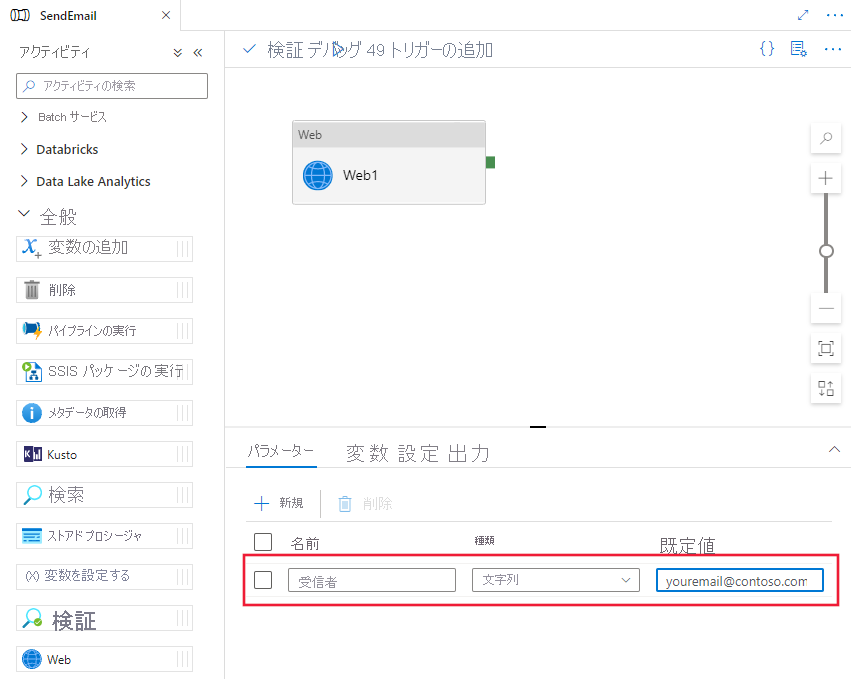 SendEmail
アクティビティ
アクティビティの検索
Batch サービス
Databricks
Data Lake Analytics
全般
変数の追加
削除
パイプラインの実行
SSIS パッケージの実行
メタデータの取得
Kusto
検索
ストアド プロシージャ
(x) 変数を設定する
検証
Web
検証 デバッグ 49 トリガーの追加
Web
Web1
パラメーター 変数 設定 出力
新規 削除
名前 種類 既定値
受信者 文字列 youremail@contoso.com